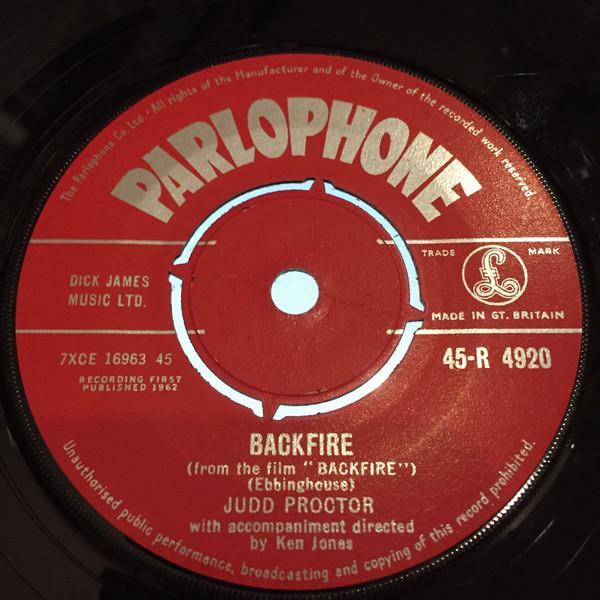 The Parlophone Co. Ltd · All rights of the Manufacturer and of the Owner of the recorded work reserved
PARLOPHONE
DICK JAMES
MUSIC LTD.
TRADE MARK
£
MADE IN GT. BRITAIN
7XCE 16963 45
45-R 4920
RECORDING FIRST
PUBLISHED 1962
BACKFIRE
(from the film "BACKFIRE")
(Ebbinghouse)
JUDD PROCTOR
with accompaniment directed
by Ken Jones
Unauthorised public performance, broadcasting and copying of this record prohibited.